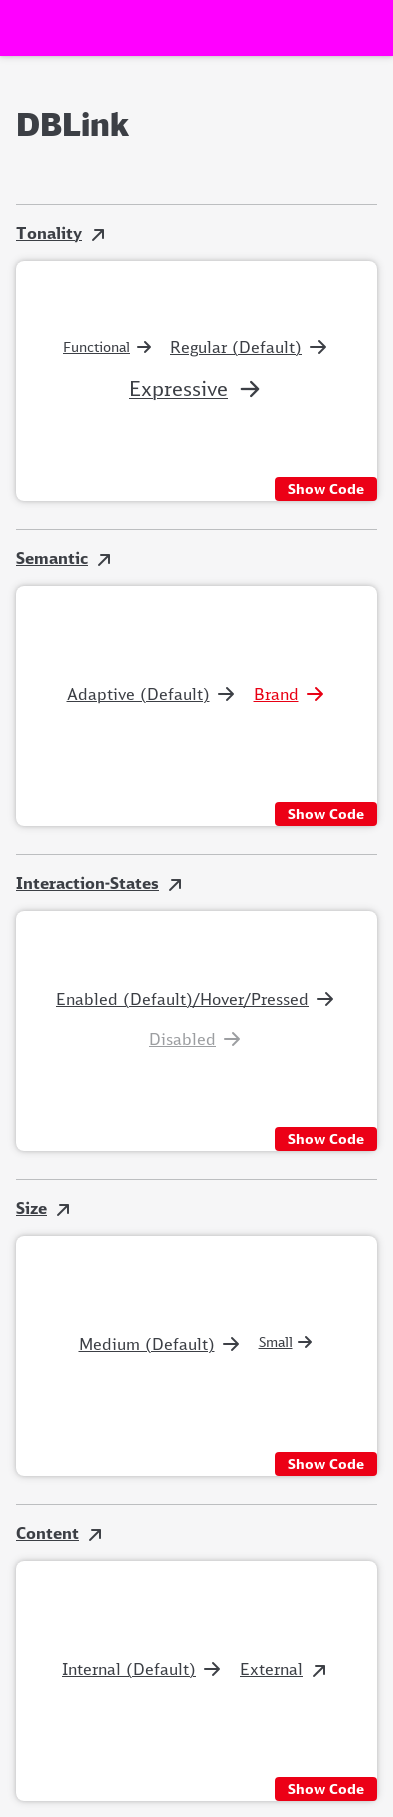 DBLink
Tonality
Functional Regular (Default)
Expressive
Show Code
Semantic
Adaptive (Default) Brand
Show Code
Interaction-States
Enabled (Default)/Hover/Pressed
Disabled
Show Code
Size
Medium (Default) Small
Show Code
Content
Internal (Default) External
Show Code